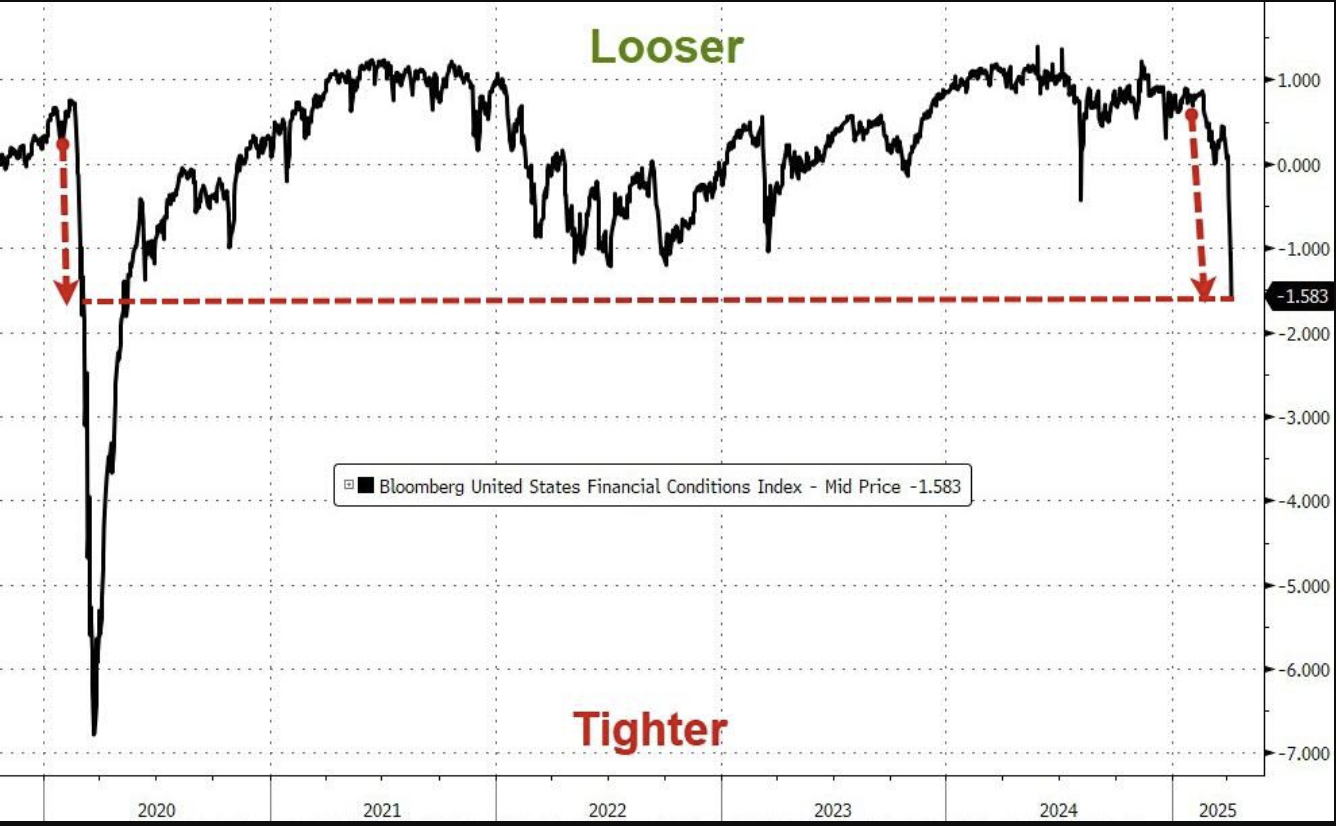 Looser
1.000
0.000
-1.000
-1.583
-2.000
-3.000
Bloomberg United States Financial Conditions Index - Mid Price -1.583
-4.000
-5.000
-6.000
Tighter
-7.000
2020 2021 2022 2023 2024 2025